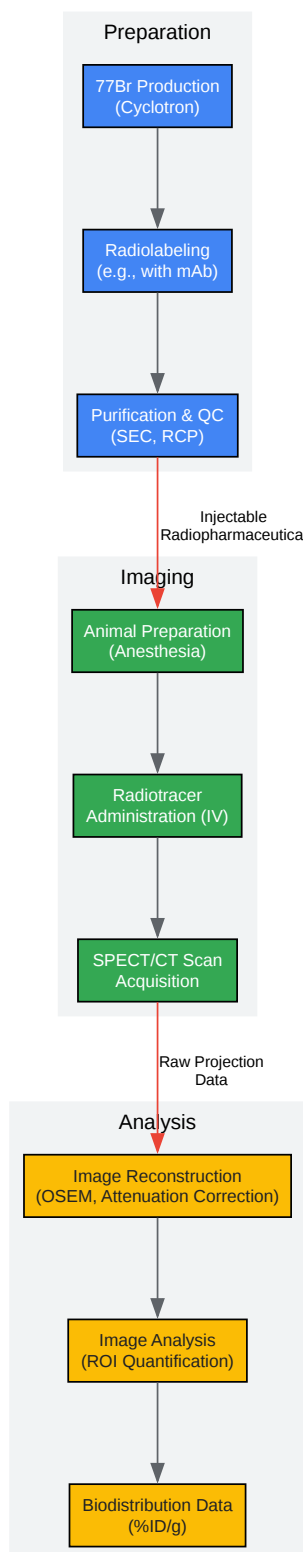 Preparation
77Br Production
(Cyclotron)
Radiolabeling
(e.g., with mAb)
Purification & QC
(SEC, RCP)
Injectable
Radiopharmaceutica
Imaging
Animal Preparation
(Anesthesia)
Radiotracer
Administration (IV)
SPECT/CT Scan
Acquisition
Raw Projection
Data
Analysis
Image Reconstruction
(OSEM, Attenuation Correction)
Image Analysis
(ROI Quantification)
Biodistribution Data
(%ID/g)